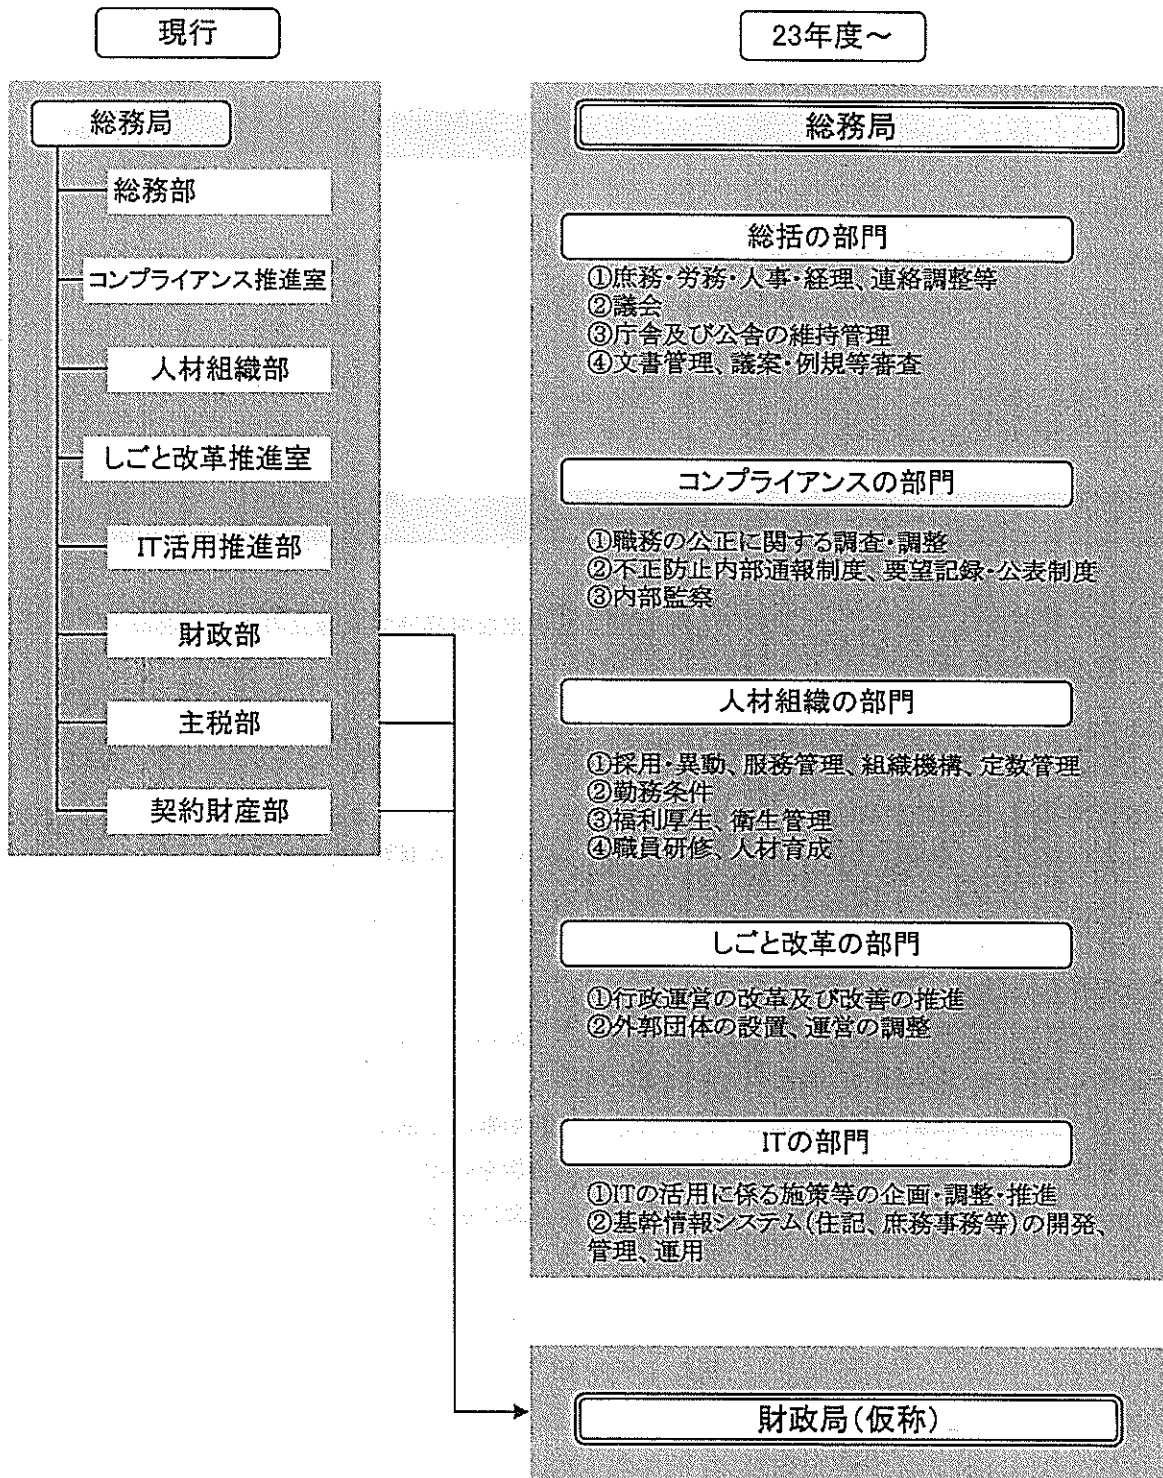 現行
総務局
総務部
コンプライアンス推進室
人材組織部
しごと改革推進室
IT活用推進部
財政部
主税部
契約財産部
23年度～
総務局
総括の部門
①庶務・労務・人事・経理、連絡調整等
②議会
③庁舎及び公舎の維持管理
④文書管理、議案・例規等審査
コンプライアンスの部門
①職務の公正に関する調査・調整
②不正防止内部通報制度、要望記録・公表制度
③内部監察
人材組織の部門
①採用・異動、服務管理、組織機構、定数管理
②勤務条件
③福利厚生、衛生管理
④職員研修、人材育成
しごと改革の部門
①行政運営の改革及び改善の推進
②外郭団体の設置、運営の調整
ITの部門
①ITの活用に係る施策等の企画・調整・推進
②基幹情報システム(住記、庶務事務等)の開発、
管理、運用
財政局(仮称)